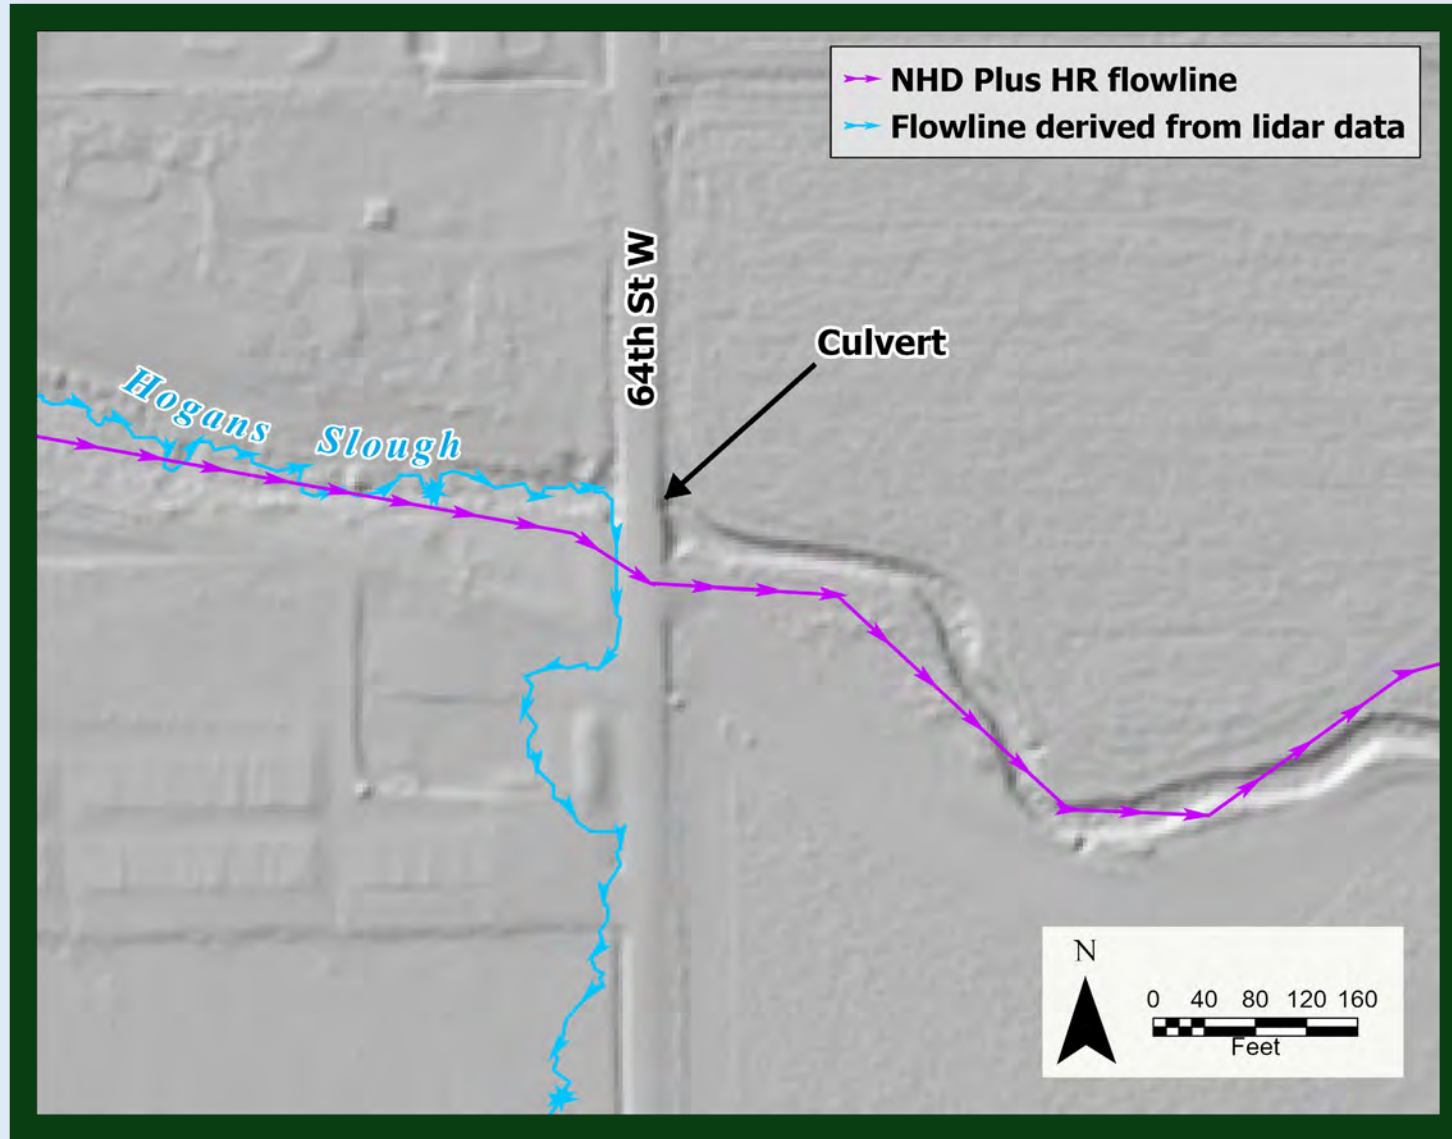 NHD Plus HR flowline
Flowline derived from lidar data
64th St W
Culvert
Hogans Slough
N
0 40 80 120 160
Feet